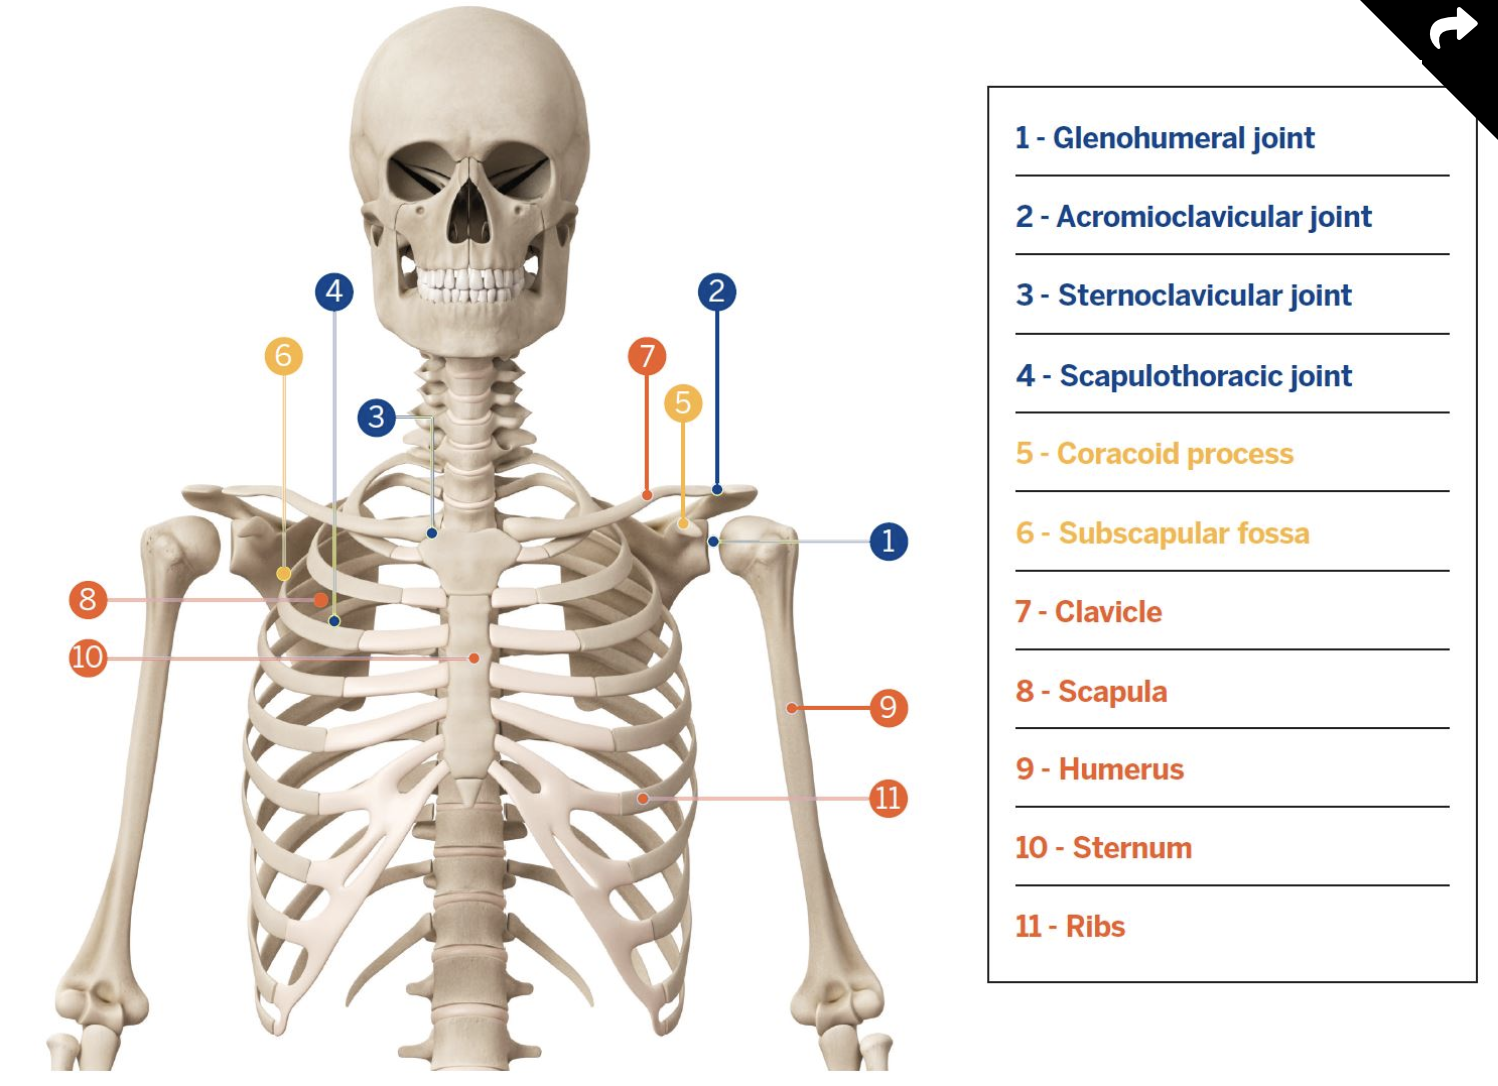 4
2
6
7
5
3
1
8
10
9
11
1 - Glenohumeral joint
2 - Acromioclavicular joint
3 - Sternoclavicular joint
4 - Scapulothoracic joint
5 - Coracoid process
6 - Subscapular fossa
7 - Clavicle
8 - Scapula
9 - Humerus
10 - Sternum
11 - Ribs